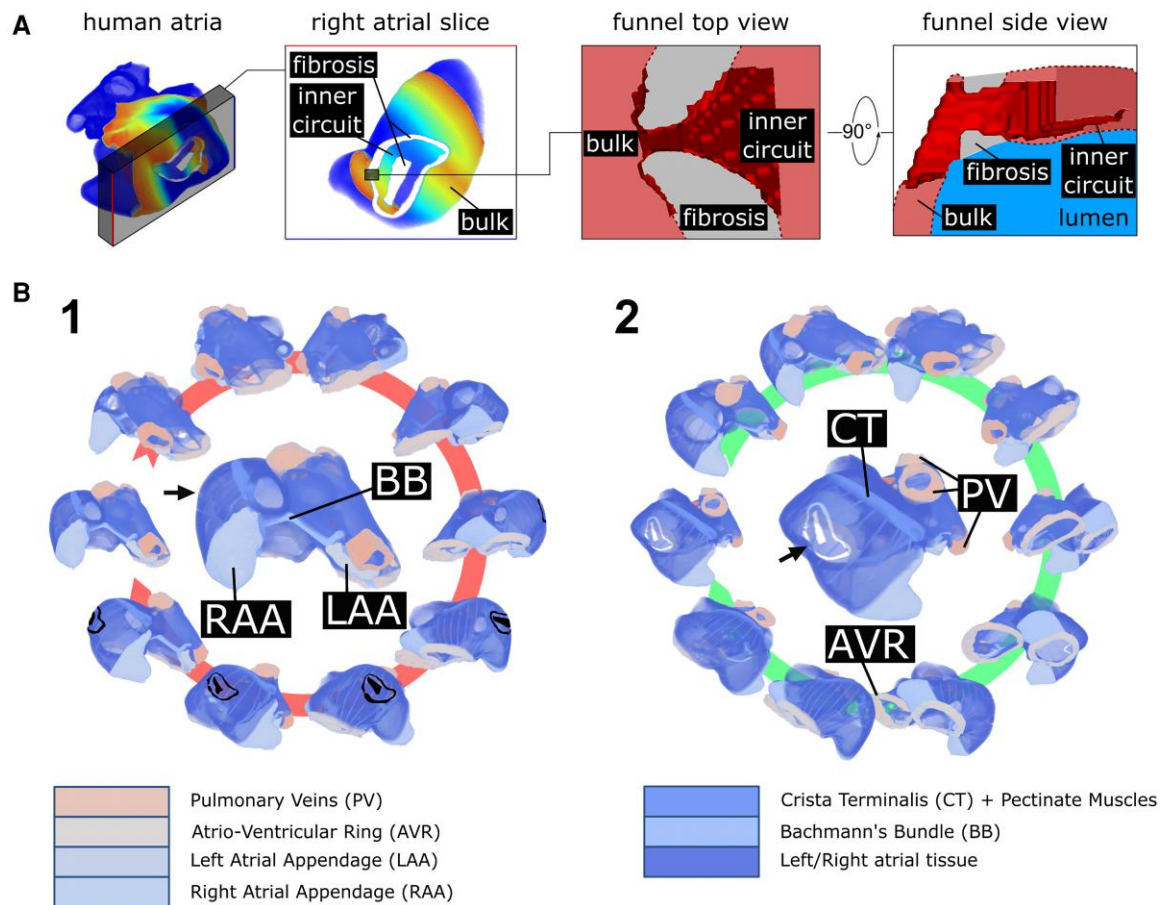 A
human atria
right atrial slice
funnel top view
funnel side view
fibrosis
inner
circuit
bulk
bulk
inner
circuit
fibrosis
90°
fibrosis
inner
circuit
bulk
lumen
B
1
BB
RAA
LAA
2
CT
PV
AVR
Pulmonary Veins (PV)
Atrio-Ventricular Ring (AVR)
Left Atrial Appendage (LAA)
Right Atrial Appendage (RAA)
Crista Terminalis (CT) + Pectinate Muscles
Bachmann's Bundle (BB)
Left/Right atrial tissue